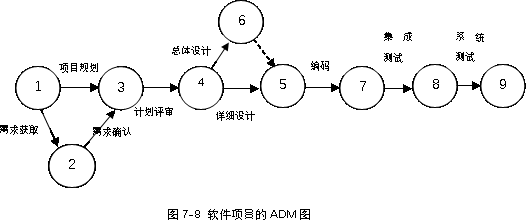 6
总体设计
集 成
测试
系 统
测试
项目规划
编码
1
3
4
5
7
8
9
计划评审
详细设计
需求获取
需求确认
2
图 7-8 软件项目的 ADM 图